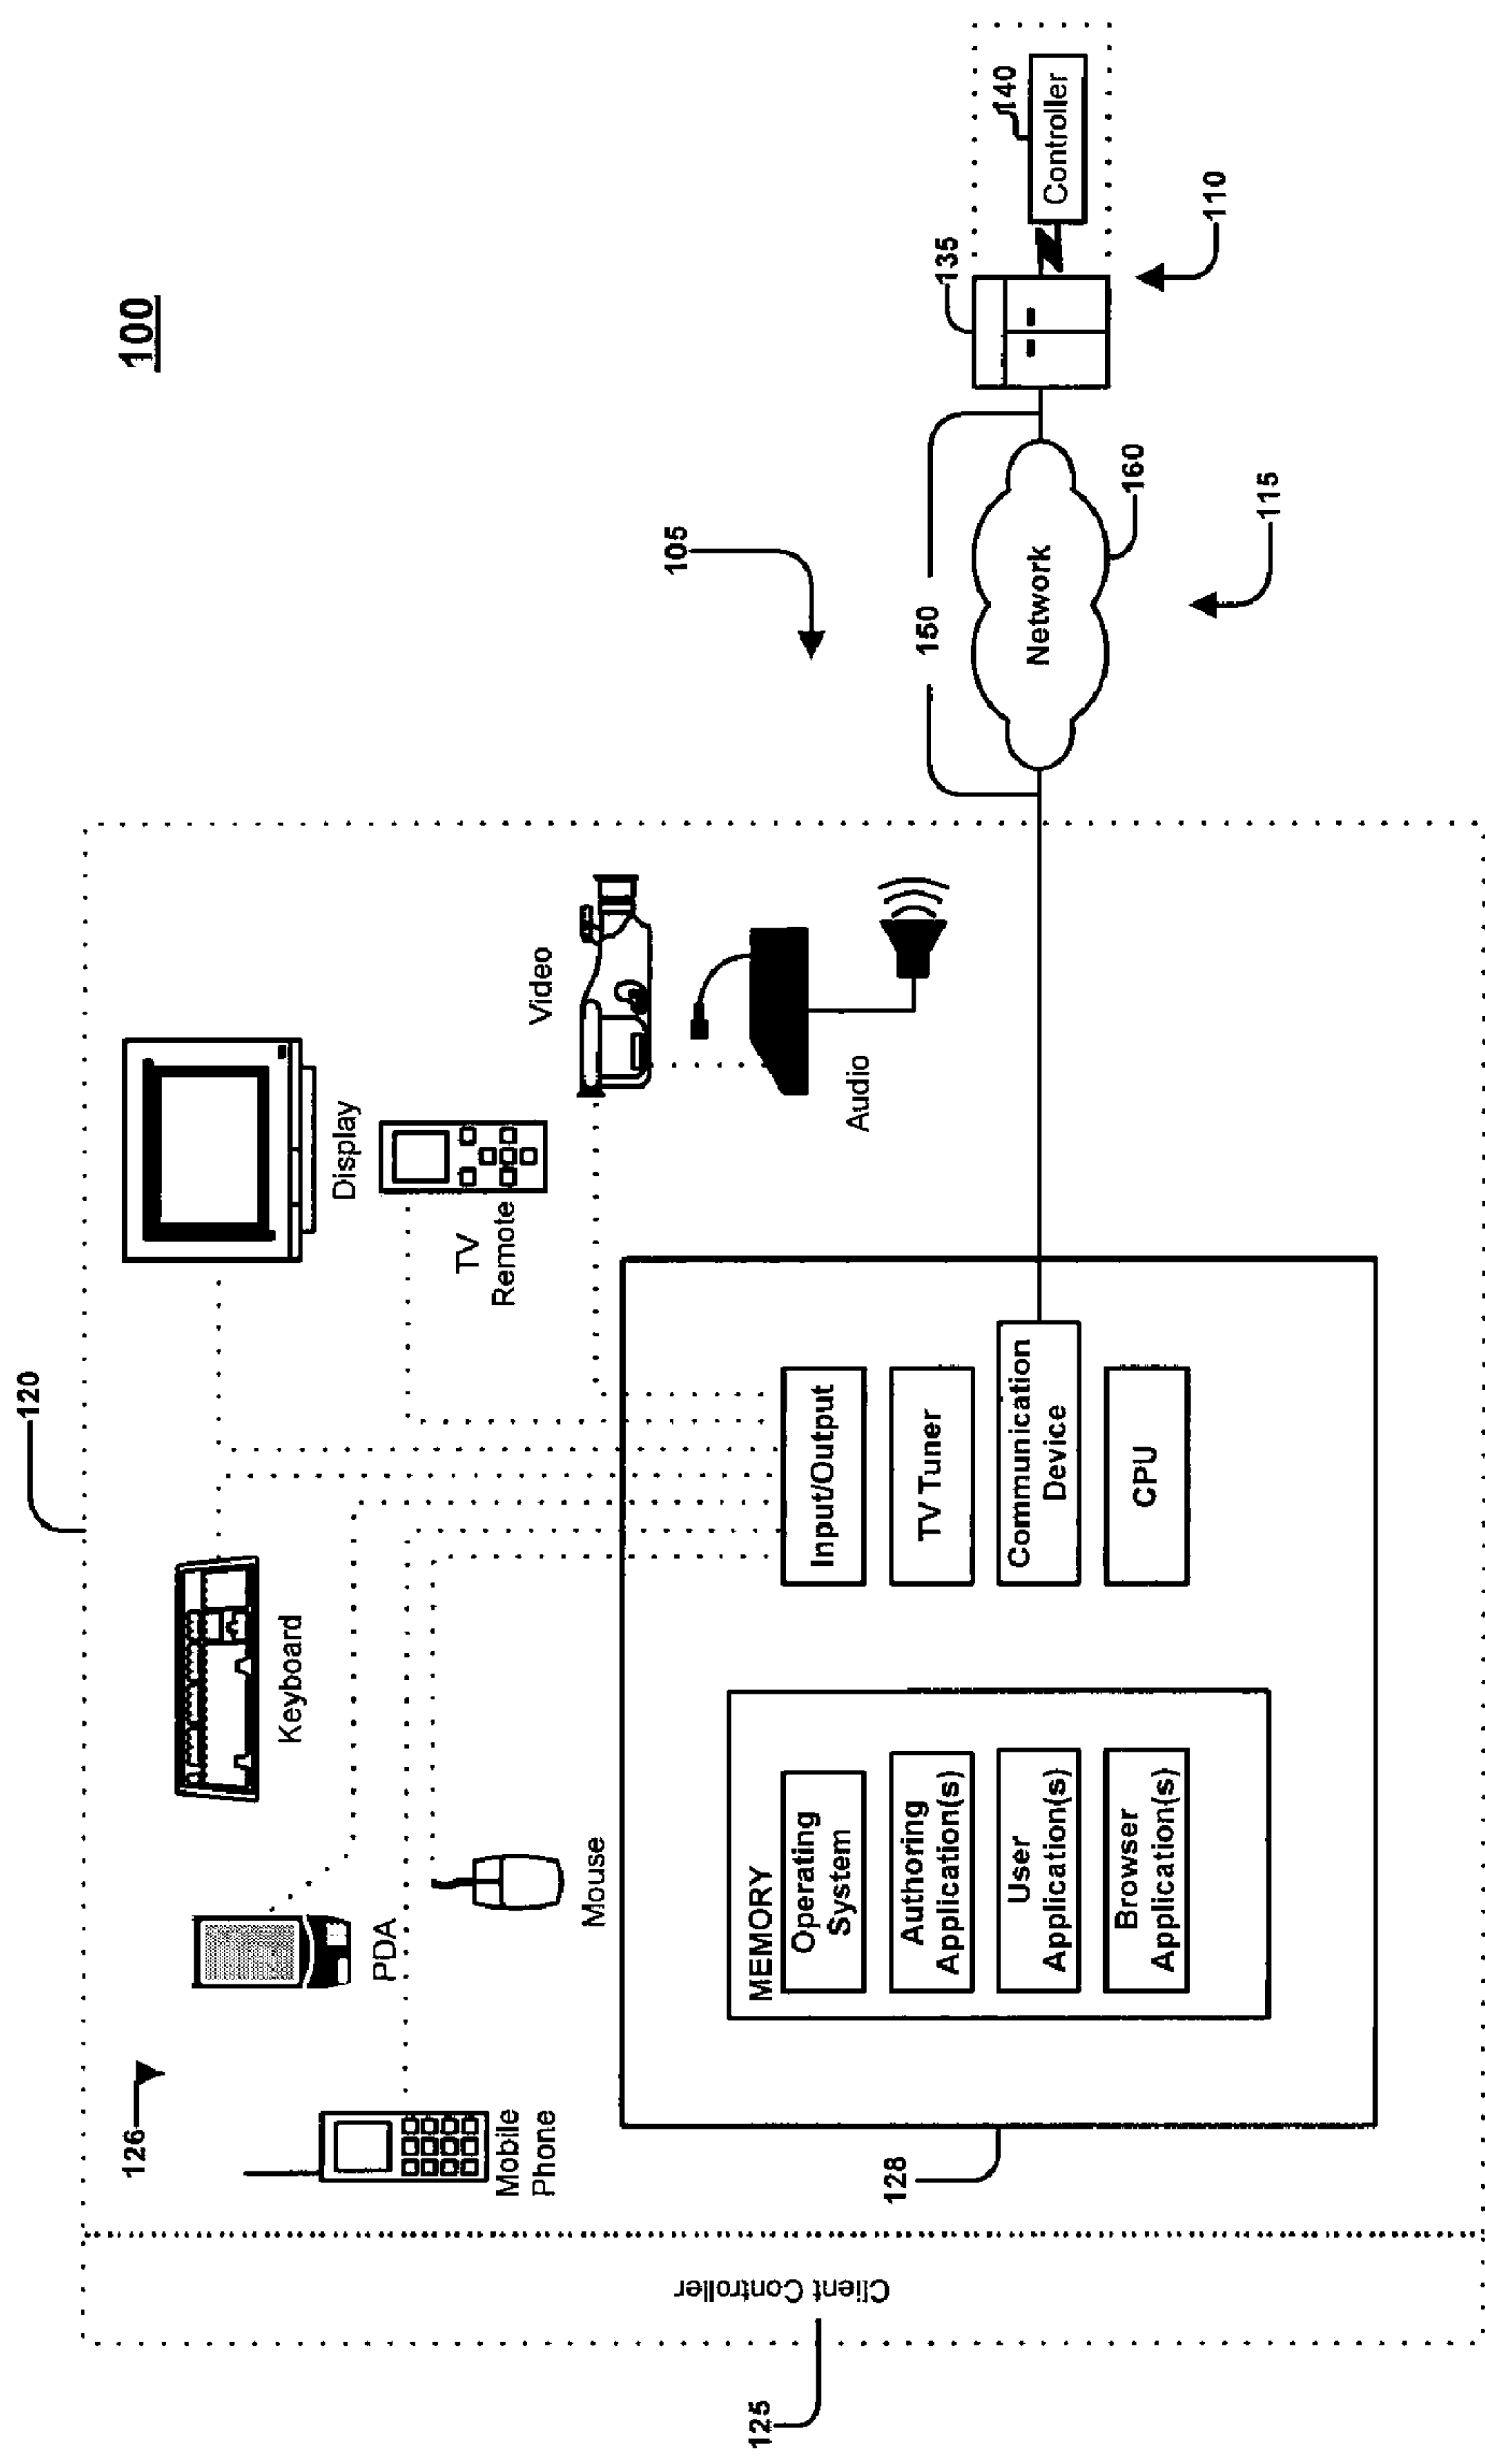 100
120
126
Mobile
Phone
PDA
Keyboard
Mouse
Display
TV
Remote
Video
Audio
105
150
Network
160
115
135
140
Controller
110
MEMORY
Operating
System
Authoring
Application(s)
User
Application(s)
Browser
Application(s)
Input/Output
TV Tuner
Communication
Device
CPU
128
Client Controller
125